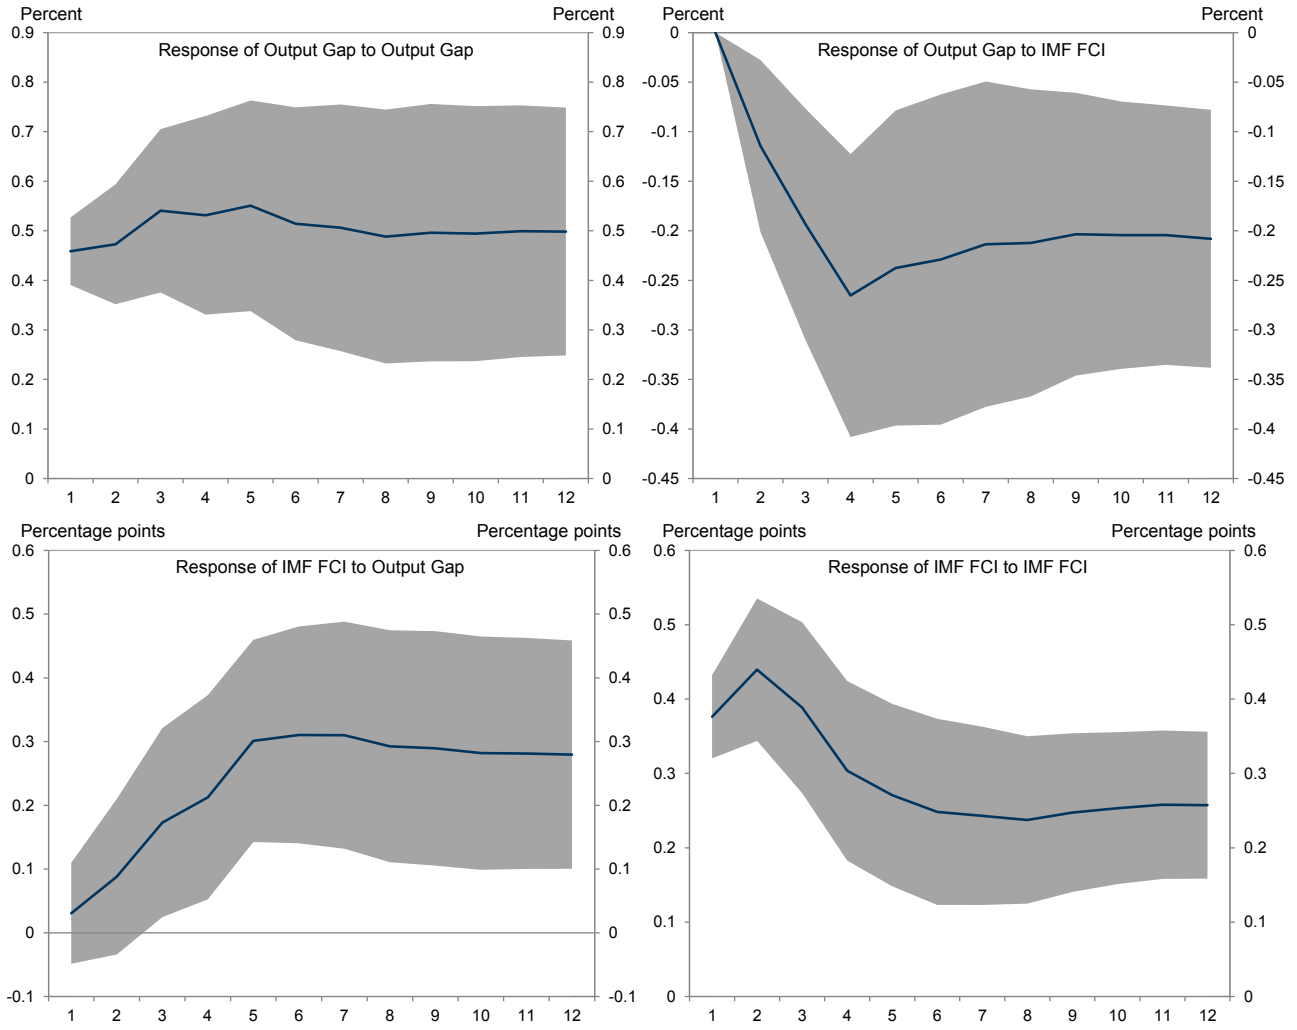 Percent Percent
Response of Output Gap to Output Gap
0.9 0.9
0.8 0.8
0.7 0.7
0.6 0.6
0.5 0.5
0.4 0.4
0.3 0.3
0.2 0.2
0.1 0.1
0 0
1 2 3 4 5 6 7 8 9 10 11 12
Percent Percent
Response of Output Gap to IMF FCI
0 0
-0.05 -0.05
-0.1 -0.1
-0.15 -0.15
-0.2 -0.2
-0.25 -0.25
-0.3 -0.3
-0.35 -0.35
-0.4 -0.4
-0.45 -0.45
1 2 3 4 5 6 7 8 9 10 11 12
Percentage points Percentage points
Response of IMF FCI to Output Gap
0.6 0.6
0.5 0.5
0.4 0.4
0.3 0.3
0.2 0.2
0.1 0.1
0 0
-0.1 -0.1
1 2 3 4 5 6 7 8 9 10 11 12
Percentage points Percentage points
Response of IMF FCI to IMF FCI
0.6 0.6
0.5 0.5
0.4 0.4
0.3 0.3
0.2 0.2
0.1 0.1
0 0
1 2 3 4 5 6 7 8 9 10 11 12